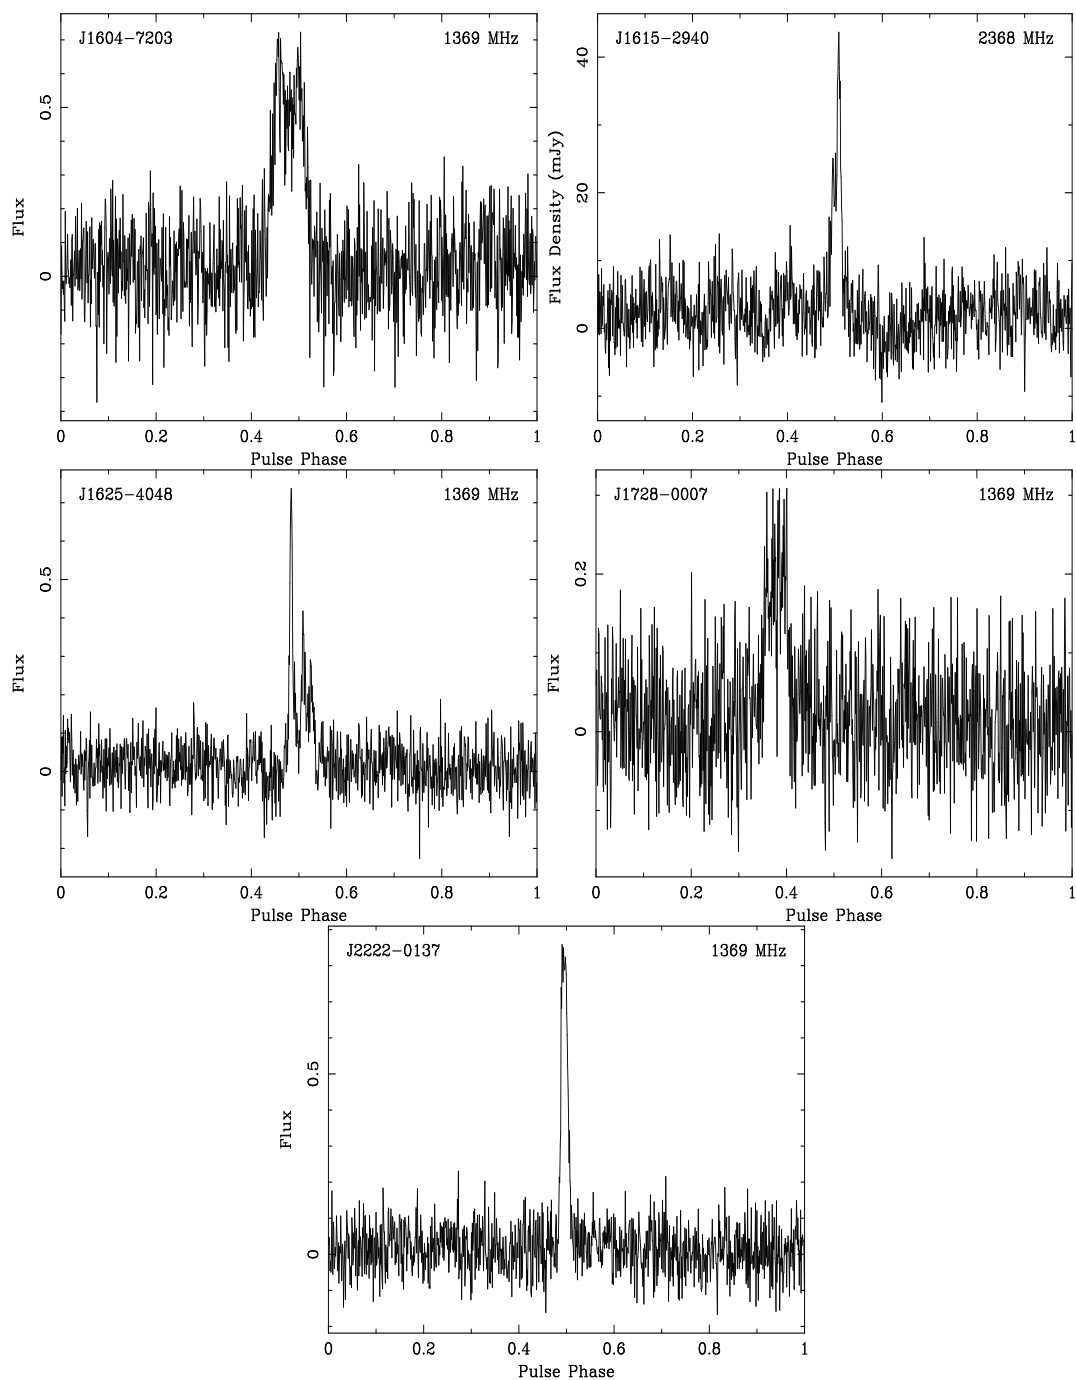 J1604−7203 1369 MHz
Flux
0.5
0
0 0.2 0.4 0.6 0.8 1
Pulse Phase
J1615−2940 2368 MHz
Flux Density (mJy)
40
20
0
0 0.2 0.4 0.6 0.8 1
Pulse Phase
J1625−4048 1369 MHz
Flux
0.5
0
0 0.2 0.4 0.6 0.8 1
Pulse Phase
J1728−0007 1369 MHz
Flux
0.2
0
0 0.2 0.4 0.6 0.8 1
Pulse Phase
J2222−0137 1369 MHz
Flux
0.5
0
0 0.2 0.4 0.6 0.8 1
Pulse Phase